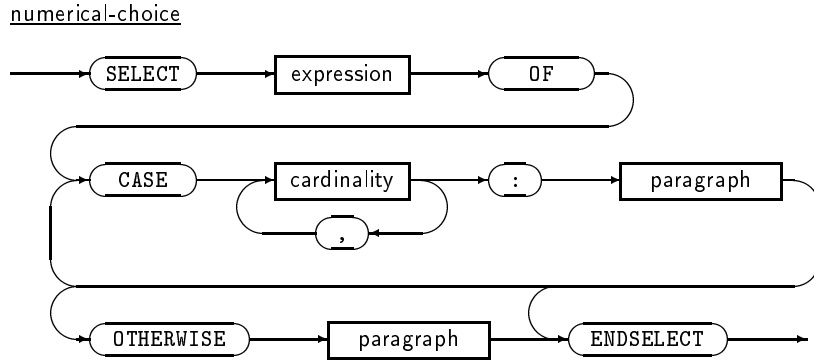 numerical-choice
SELECT expression OF
CASE cardinality : paragraph
,
OTHERWISE paragraph ENDSELECT